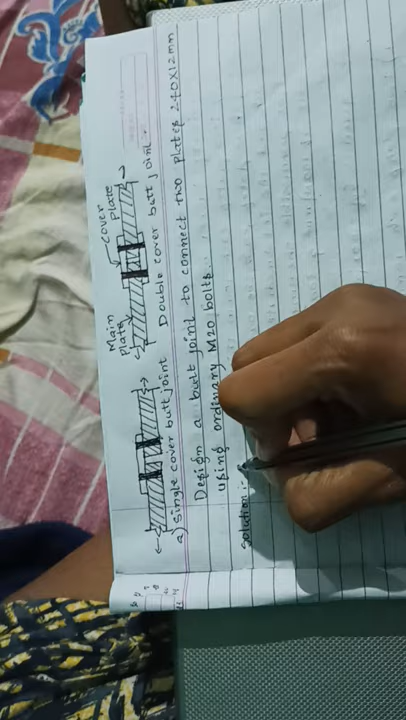 Main
Plate
Cover
Plate
a) Single cover butt joint
Double cover butt joint
Design a butt joint to connect two plates 240x12mm
using ordinary M20 bolts.
Solution :-